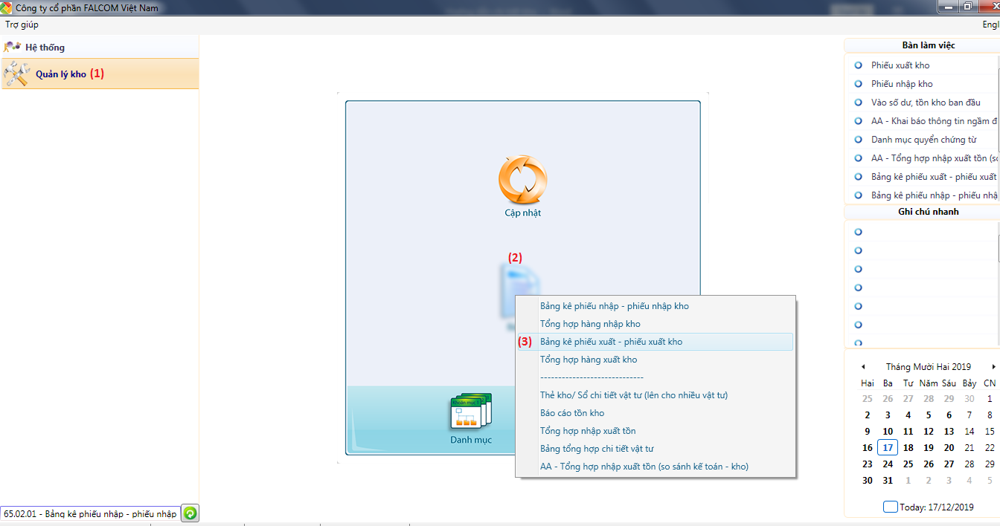 Công ty cổ phần FALCOM Việt Nam
Trợ giúp
Engl
Hệ thống
Quản lý kho (1)
Cập nhật
(2)
Bảng kê phiếu nhập - phiếu nhập kho
Tổng hợp hàng nhập kho
(3) Bảng kê phiếu xuất - phiếu xuất kho
Tổng hợp hàng xuất kho
-----------------------------
Thẻ kho/ Sổ chi tiết vật tư (lên cho nhiều vật tư)
Báo cáo tồn kho
Tổng hợp nhập xuất tồn
Bảng tổng hợp chi tiết vật tư
AA - Tổng hợp nhập xuất tồn (so sánh kế toán - kho)
Khoản mục 1
Danh mục
65.02.01 - Bảng kê phiếu nhập - phiếu nhập
Bàn làm việc
Phiếu xuất kho
Phiếu nhập kho
Vào số dư, tồn kho ban đầu
AA - Khai báo thông tin ngầm đ
Danh mục quyển chứng từ
AA - Tổng hợp nhập xuất tồn (so
Bảng kê phiếu xuất - phiếu xuất
Bảng kê phiếu nhập - phiếu nhậ
Ghi chú nhanh
Tháng Mười Hai 2019
Hai Ba Tư Năm Sáu Bảy CN
25 26 27 28 29 30 1
2 3 4 5 6 7 8
9 10 11 12 13 14 15
16 17 18 19 20 21 22
23 24 25 26 27 28 29
30 31 1 2 3 4 5
Today: 17/12/2019